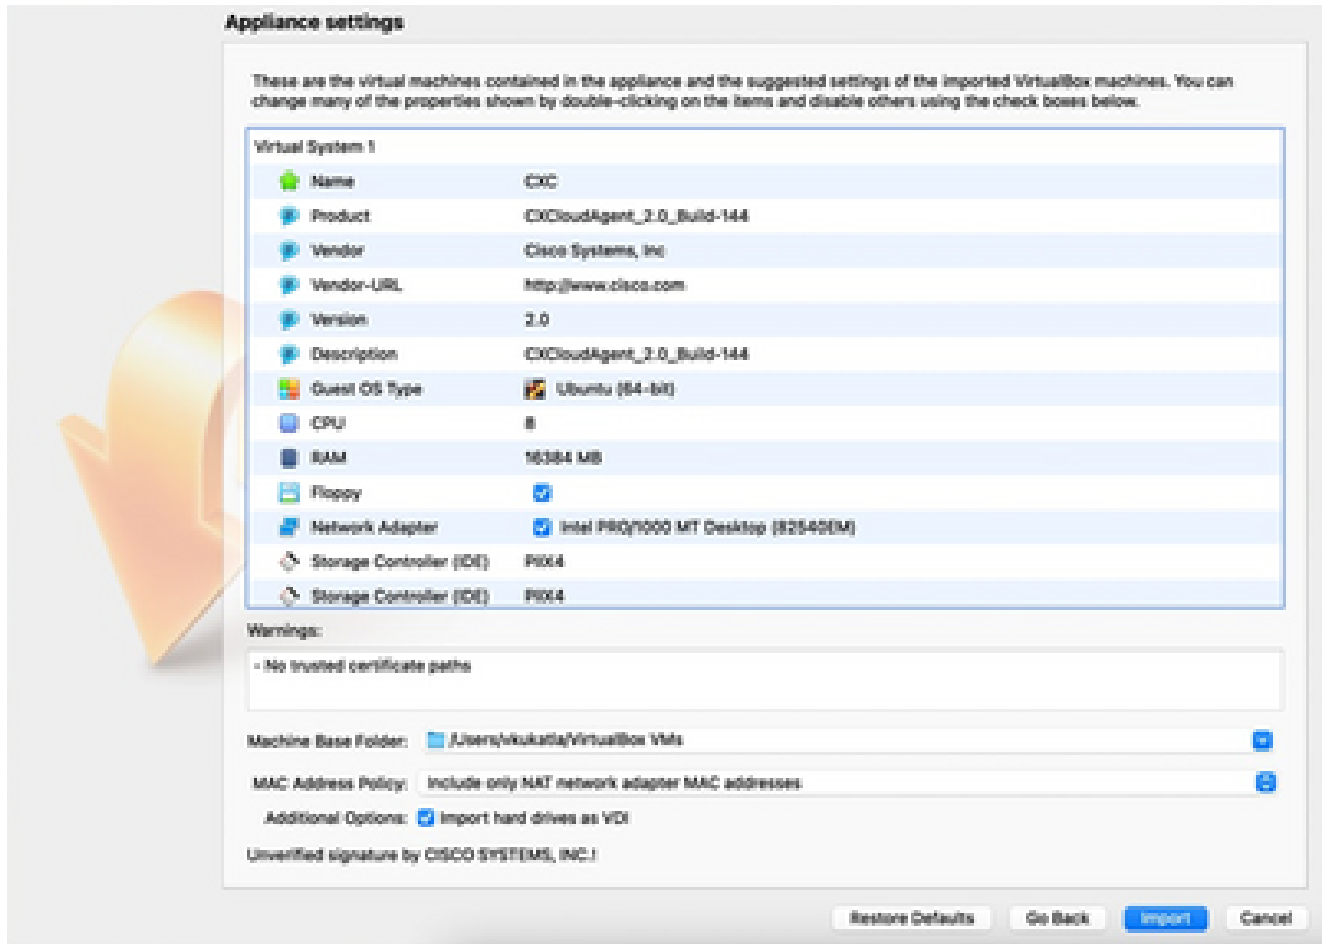 Appliance settings
These are the virtual machines contained in the appliance and the suggested settings of the imported VirtualBox machines. You can
change many of the properties shown by double-clicking on the items and disable others using the check boxes below.
Virtual System 1
Name CXC
Product CXCloudAgent_2.0_Build-144
Vendor Cisco Systems, Inc
Vendor-URL http://www.cisco.com
Version 2.0
Description CXCloudAgent_2.0_Build-144
Guest OS Type Ubuntu (64-bit)
CPU 8
RAM 16384 MB
Floppy
Network Adapter Intel PRO/1000 MT Desktop (82540EM)
Storage Controller (IDE) PIIX4
Storage Controller (IDE) PIIX4
Warnings:
- No trusted certificate paths
Machine Base Folder: /Users/vkukatla/VirtualBox VMs
MAC Address Policy: Include only NAT network adapter MAC addresses
Additional Options: Import hard drives as VDI
Unverified signature by CISCO SYSTEMS, INC.!
Restore Defaults Go Back Import Cancel